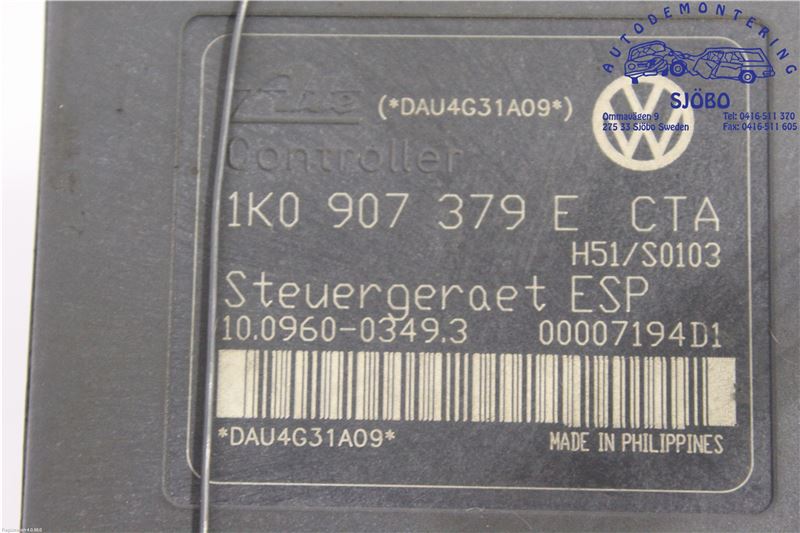 AUTODEMONTERING
SJÖBO
Ommavägen 9
275 33 Sjöbo Sweden
Tel: 0416-511 370
Fax: 0416-511 605
(*DAU4G31A09*)
Controller
1K0 907 379 E CTA
H51/S0103
Steuergeraet ESP
10.0960-0349.3 00007194D1
*DAU4G31A09*
MADE IN PHILIPPINES